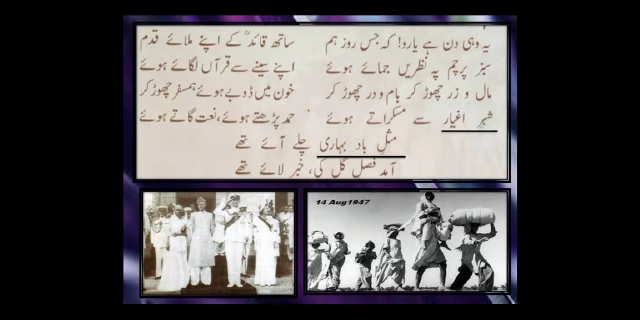 یہ وہی دن ہے یارو! کہ جس روز ہم ساتھ قائدؒ کے اپنے ملائے قدم
سبز پرچم پہ نظریں جمائے ہوئے اپنے سینے سے قرآں لگائے ہوئے
مال و زر چھوڑ کر بام و در چھوڑ کر خون میں ڈوبے ہوئے ہمسفر چھوڑ کر
شہرِ اغیار سے مسکراتے ہوئے حمد پڑھتے ہوئے، نعت گاتے ہوئے
مثلِ بادِ بہاری چلے آئے تھے
آمد فصلِ گل کی، خبر لائے تھے
14 Aug1947